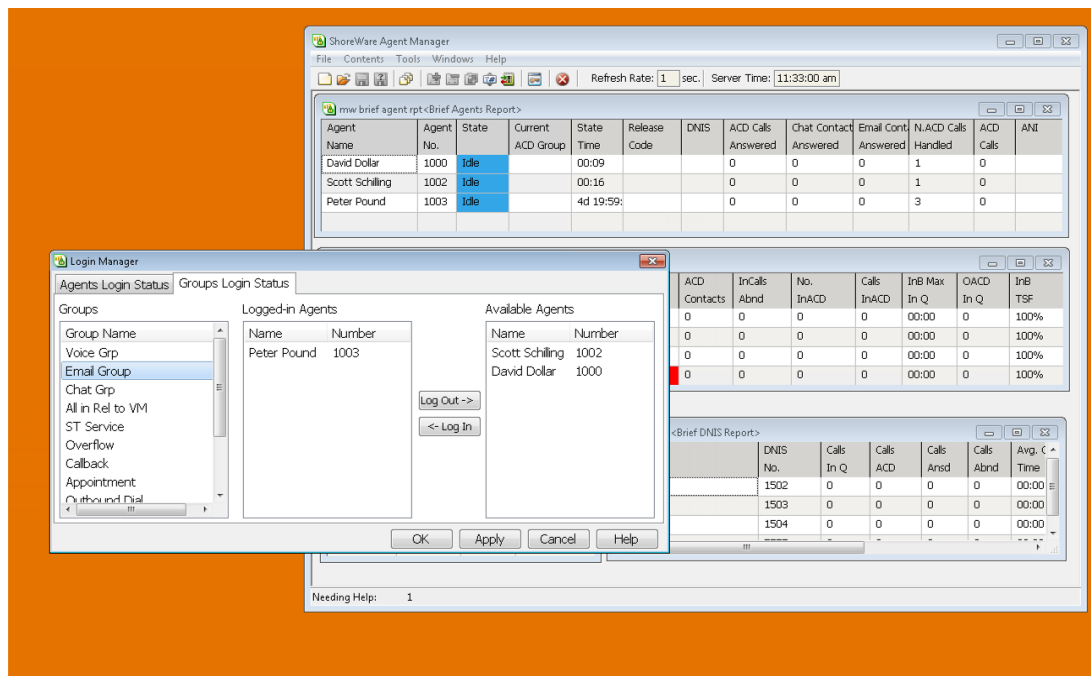 ShoreWare Agent Manager
File Contents Tools Windows Help
Refresh Rate: 1 sec. Server Time: 11:33:00 am
mw brief agent rpt<Brief Agents Report>
Agent Agent State Current State Release DNIS ACD Calls Chat Contact Email Cont. N.ACD Calls ACD ANI
Name No. ACD Group Time Code Answered Answered Answered Handled Calls
David Dollar 1000 Idle 00:09 0 0 0 1 0
Scott Schilling 1002 Idle 00:16 0 0 0 1 0
Peter Pound 1003 Idle 4d 19:59: 0 0 0 3 0
Login Manager
Agents Login Status Groups Login Status
Groups Logged-in Agents Available Agents
Group Name Name Number Name Number
Voice Grp Peter Pound 1003 Scott Schilling 1002
Email Group David Dollar 1000
Chat Grp
All in Rel to VM
ST Service
Overflow
Callback
Appointment
Outbound Dial
Log Out ->
<- Log In
OK Apply Cancel Help
ACD InCalls No. Calls InB Max OACD InB
Contacts Abnd InACD InACD In Q In Q TSF
0 0 0 0 00:00 0 100%
0 0 0 0 00:00 0 100%
0 0 0 0 00:00 0 100%
0 0 0 0 00:00 0 100%
<Brief DNIS Report>
DNIS Calls Calls Calls Calls Avg.
No. In Q ACD Ansd Abnd Time
1502 0 0 0 0 00:00
1503 0 0 0 0 00:00
1504 0 0 0 0 00:00
Needing Help: 1